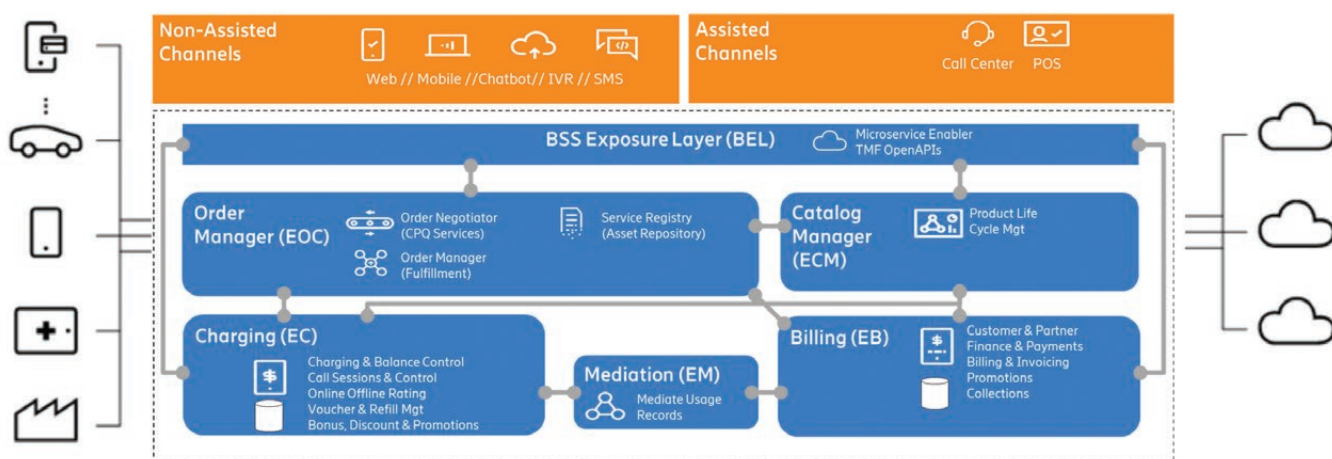 Non-Assisted
Channels
Web // Mobile //Chatbot// IVR // SMS
Assisted
Channels
Call Center
POS
BSS Exposure Layer (BEL)
Microservice Enabler
TMF OpenAPIs
Order
Manager (EOC)
Order Negotiator
(CPQ Services)
Order Manager
(Fulfillment)
Service Registry
(Asset Repository)
Catalog
Manager
(ECM)
Product Life
Cycle Mgt
Charging (EC)
Charging & Balance Control
Call Sessions & Control
Online Offline Rating
Voucher & Refill Mgt
Bonus, Discount & Promotions
Mediation (EM)
Mediate Usage
Records
Billing (EB)
Customer & Partner
Finance & Payments
Billing & Invoicing
Promotions
Collections